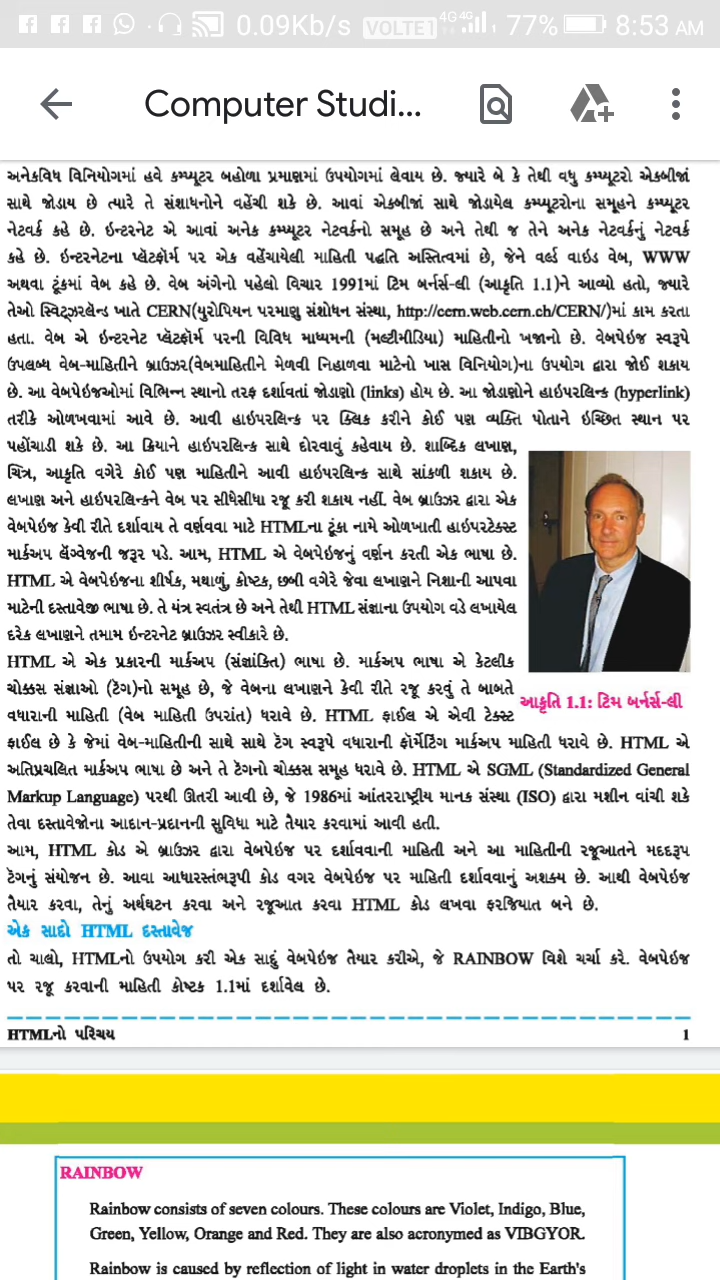 0.09Kb/s VOLTE1 4G 4G 77% 8:53 AM
Computer Studi...
અનેકવિધ વિનિયોગમાં હવે કમ્પ્યૂટર બહોળા પ્રમાણમાં ઉપયોગમાં લેવાય છે. જ્યારે બે કે તેથી વધુ કમ્પ્યૂટરો એકબીજાં
સાથે જોડાય છે ત્યારે તે સંશાધનોને વહેંચી શકે છે. આવાં એકબીજાં સાથે જોડાયેલ કમ્પ્યૂટરોના સમૂહને કમ્પ્યૂટર
નેટવર્ક કહે છે. ઇન્ટરનેટ એ આવાં અનેક કમ્પ્યૂટર નેટવર્કનો સમૂહ છે અને તેથી જ તેને અનેક નેટવર્કનું નેટવર્ક
કહે છે. ઇન્ટરનેટના પ્લૅટફૉર્મ પર એક વહેંચાયેલી માહિતી પદ્ધતિ અસ્તિત્વમાં છે, જેને વર્લ્ડ વાઇડ વેબ, WWW
અથવા ટૂંકમાં વેબ કહે છે. વેબ અંગેનો પહેલો વિચાર 1991માં ટિમ બર્નર્સ-લી (આકૃતિ 1.1)ને આવ્યો હતો, જ્યારે
તેઓ સ્વિટ્ઝરલૅન્ડ ખાતે CERN(યુરોપિયન પરમાણુ સંશોધન સંસ્થા, http://cern.web.cern.ch/CERN/)માં કામ કરતા
હતા. વેબ એ ઇન્ટરનેટ પ્લૅટફૉર્મ પરની વિવિધ માધ્યમની (મલ્ટીમીડિયા) માહિતીનો ખજાનો છે. વેબપેઇજ સ્વરૂપે
ઉપલબ્ધ વેબ-માહિતીને બ્રાઉઝર(વેબમાહિતીને મેળવી નિહાળવા માટેનો ખાસ વિનિયોગ)ના ઉપયોગ દ્વારા જોઈ શકાય
છે. આ વેબપેઇજઓમાં વિભિન્ન સ્થાનો તરફ દર્શાવતાં જોડાણો (links) હોય છે. આ જોડાણોને હાઇપરલિન્ક (hyperlink)
તરીકે ઓળખવામાં આવે છે. આવી હાઇપરલિન્ક પર ક્લિક કરીને કોઈ પણ વ્યક્તિ પોતાને ઇચ્છિત સ્થાન પર
પહોંચાડી શકે છે. આ ક્રિયાને હાઇપરલિન્ક સાથે દોરવાવું કહેવાય છે. શાબ્દિક લખાણ,
ચિત્ર, આકૃતિ વગેરે કોઈ પણ માહિતીને આવી હાઇપરલિન્ક સાથે સાંકળી શકાય છે.
લખાણ અને હાઇપરલિન્કને વેબ પર સીધેસીધા રજૂ કરી શકાય નહીં. વેબ બ્રાઉઝર દ્વારા એક
વેબપેઇજ કેવી રીતે દર્શાવાય તે વર્ણવવા માટે HTMLના ટૂંકા નામે ઓળખાતી હાઇપરટેક્સ્ટ
માર્કઅપ લૅંગ્વેજની જરૂર પડે. આમ, HTML એ વેબપેઇજનું વર્ણન કરતી એક ભાષા છે.
HTML એ વેબપેઇજના શીર્ષક, મથાળું, કોષ્ટક, છબી વગેરે જેવા લખાણને નિશાની આપવા
માટેની દસ્તાવેજી ભાષા છે. તે યંત્ર સ્વતંત્ર છે અને તેથી HTML સંજ્ઞાના ઉપયોગ વડે લખાયેલ
દરેક લખાણને તમામ ઇન્ટરનેટ બ્રાઉઝર સ્વીકારે છે.
HTML એ એક પ્રકારની માર્કઅપ (સંજ્ઞાંકિત) ભાષા છે. માર્કઅપ ભાષા એ કેટલીક
ચોક્કસ સંજ્ઞાઓ (ટૅગ)નો સમૂહ છે, જે વેબના લખાણને કેવી રીતે રજૂ કરવું તે બાબતે
વધારાની માહિતી (વેબ માહિતી ઉપરાંત) ધરાવે છે. HTML ફાઈલ એ એવી ટેક્સ્ટ
આકૃતિ 1.1: ટિમ બર્નર્સ-લી
ફાઈલ છે કે જેમાં વેબ-માહિતીની સાથે સાથે ટૅગ સ્વરૂપે વધારાની ફૉર્મેટિંગ માર્કઅપ માહિતી ધરાવે છે. HTML એ
અતિપ્રચલિત માર્કઅપ ભાષા છે અને તે ટૅગનો ચોક્કસ સમૂહ ધરાવે છે. HTML એ SGML (Standardized General
Markup Language) પરથી ઊતરી આવી છે, જે 1986માં આંતરરાષ્ટ્રીય માનક સંસ્થા (ISO) દ્વારા મશીન વાંચી શકે
તેવા દસ્તાવેજોના આદાન-પ્રદાનની સુવિધા માટે તૈયાર કરવામાં આવી હતી.
આમ, HTML કોડ એ બ્રાઉઝર દ્વારા વેબપેઇજ પર દર્શાવવાની માહિતી અને આ માહિતીની રજૂઆતને મદદરૂપ
ટૅગનું સંયોજન છે. આવા આધારસ્તંભરૂપી કોડ વગર વેબપેઇજ પર માહિતી દર્શાવવાનું અશક્ય છે. આથી વેબપેઇજ
તૈયાર કરવા, તેનું અર્થઘટન કરવા અને રજૂઆત કરવા HTML કોડ લખવા ફરજિયાત બને છે.
એક સાદો HTML દસ્તાવેજ
તો ચાલો, HTMLનો ઉપયોગ કરી એક સાદું વેબપેઇજ તૈયાર કરીએ, જે RAINBOW વિશે ચર્ચા કરે. વેબપેઇજ
પર રજૂ કરવાની માહિતી કોષ્ટક 1.1માં દર્શાવેલ છે.
HTMLનો પરિચય 1
RAINBOW
Rainbow consists of seven colours. These colours are Violet, Indigo, Blue,
Green, Yellow, Orange and Red. They are also acronymed as VIBGYOR.
Rainbow is caused by reflection of light in water droplets in the Earth's